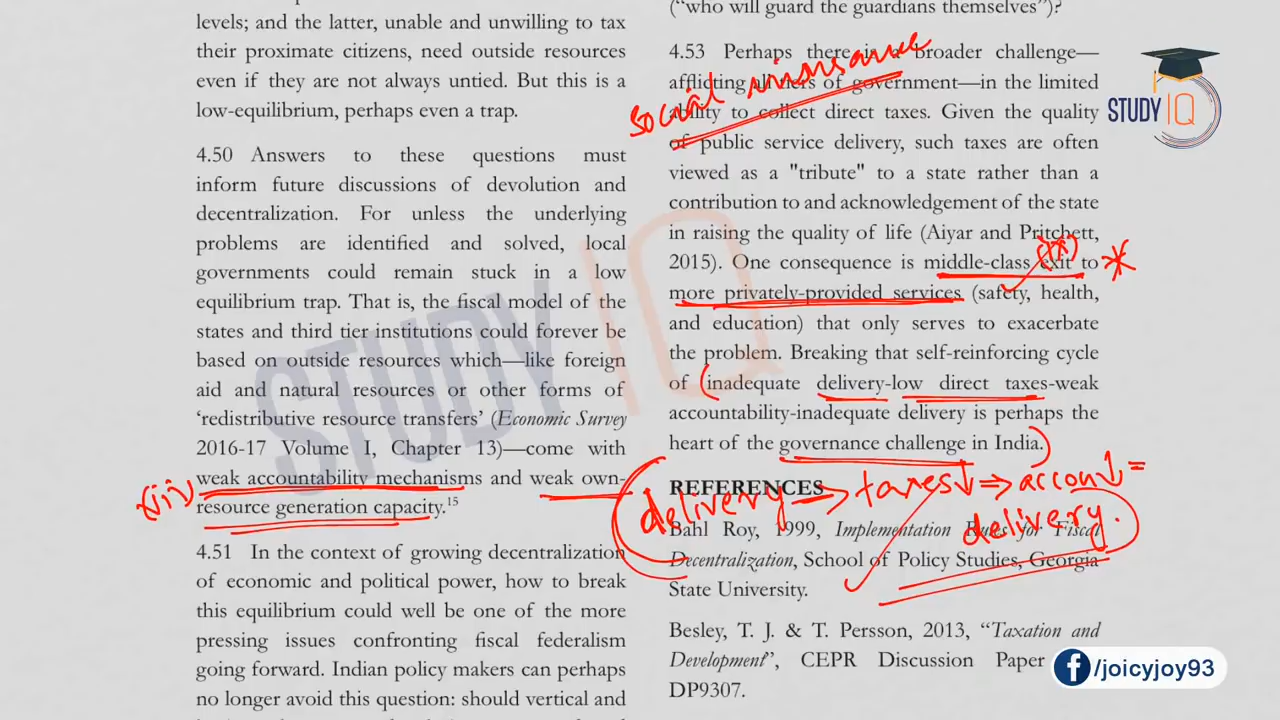 levels; and the latter, unable and unwilling to tax
their proximate citizens, need outside resources
even if they are not always untied. But this is a
low-equilibrium, perhaps even a trap.
4.50 Answers to these questions must
inform future discussions of devolution and
decentralization. For unless the underlying
problems are identified and solved, local
governments could remain stuck in a low
equilibrium trap. That is, the fiscal model of the
states and third tier institutions could forever be
based on outside resources which—like foreign
aid and natural resources or other forms of
‘redistributive resource transfers’ (Economic Survey
2016-17 Volume I, Chapter 13)—come with
weak accountability mechanisms and weak own-
(iii)
resource generation capacity.15
4.51 In the context of growing decentralization
of economic and political power, how to break
this equilibrium could well be one of the more
pressing issues confronting fiscal federalism
going forward. Indian policy makers can perhaps
no longer avoid this question: should vertical and
(“who will guard the guardians themselves”)?
4.53 Perhaps there is a broader challenge—
afflicting all tiers of government—in the limited
social insurance
ability to collect direct taxes. Given the quality
of public service delivery, such taxes are often
viewed as a "tribute" to a state rather than a
contribution to and acknowledgement of the state
in raising the quality of life (Aiyar and Pritchett,
2015). One consequence is middle-class exit to
more privately-provided services (safety, health,
and education) that only serves to exacerbate
the problem. Breaking that self-reinforcing cycle
of inadequate delivery-low direct taxes-weak
accountability-inadequate delivery is perhaps the
heart of the governance challenge in India.
REFERENCES
delivery → taxes↓ ⇒ account↓ =
delivery.
Bahl Roy, 1999, Implementation Rules for Fiscal
Decentralization, School of Policy Studies, Georgia
State University.
Besley, T. J. & T. Persson, 2013, “Taxation and
Development”, CEPR Discussion Paper
DP9307.
STUDY IQ
STUDY IQ
/joicyjoy93